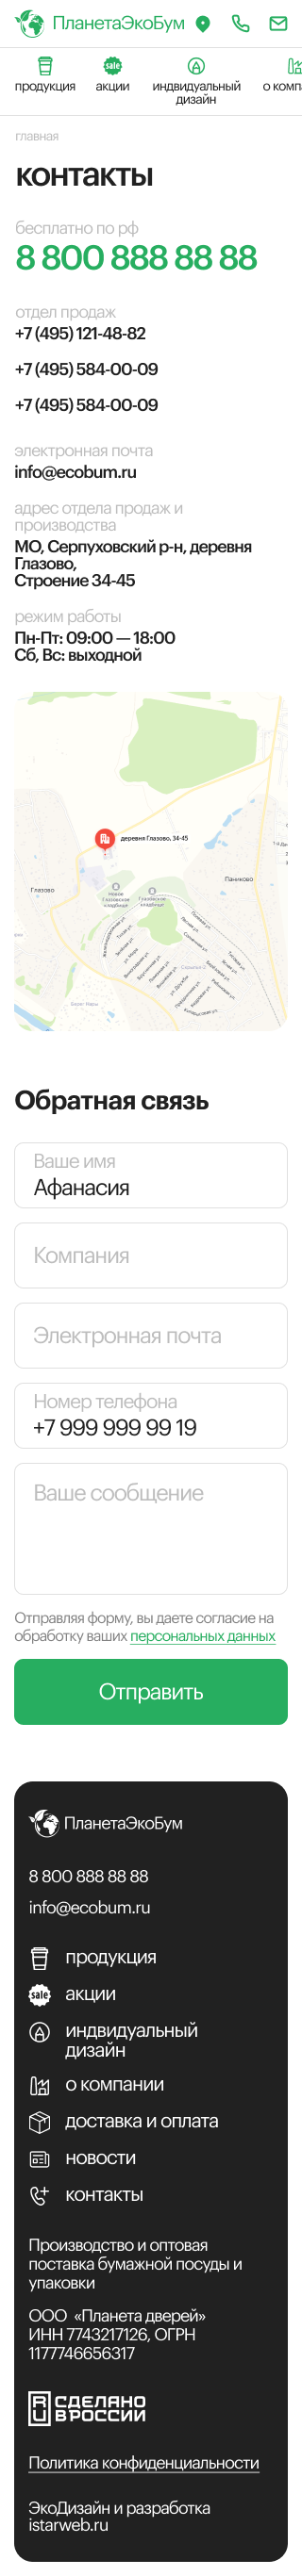 ПланетаЭкоБум
продукция
акции
индвидуальный
дизайн
о комп
главная
контакты
бесплатно по рф
8 800 888 88 88
отдел продаж
+7 (495) 121-48-82
+7 (495) 584-00-09
+7 (495) 584-00-09
электронная почта
info@ecobum.ru
адрес отдела продаж и
производства
МО, Серпуховский р-н, деревня
Глазово,
Строение 34-45
режим работы
Пн-Пт: 09:00 — 18:00
Сб, Вс: выходной
деревня Глазово, 34-45
Глазово
Паниково
Новое
Глазовское
кладбище
Глазовское
кладбище
Обратная связь
Ваше имя
Афанасия
Компания
Электронная почта
Номер телефона
+7 999 999 99 19
Ваше сообщение
Отправляя форму, вы даете согласие на
обработку ваших персональных данных
Отправить
ПланетаЭкоБум
8 800 888 88 88
info@ecobum.ru
продукция
sale акции
индвидуальный
дизайн
о компании
доставка и оплата
новости
контакты
Производство и оптовая
поставка бумажной посуды и
упаковки
ООО «Планета дверей»
ИНН 7743217126, ОГРН
1177746656317
СДЕЛАНО
В РОССИИ
Политика конфиденциальности
ЭкоДизайн и разработка
istarweb.ru